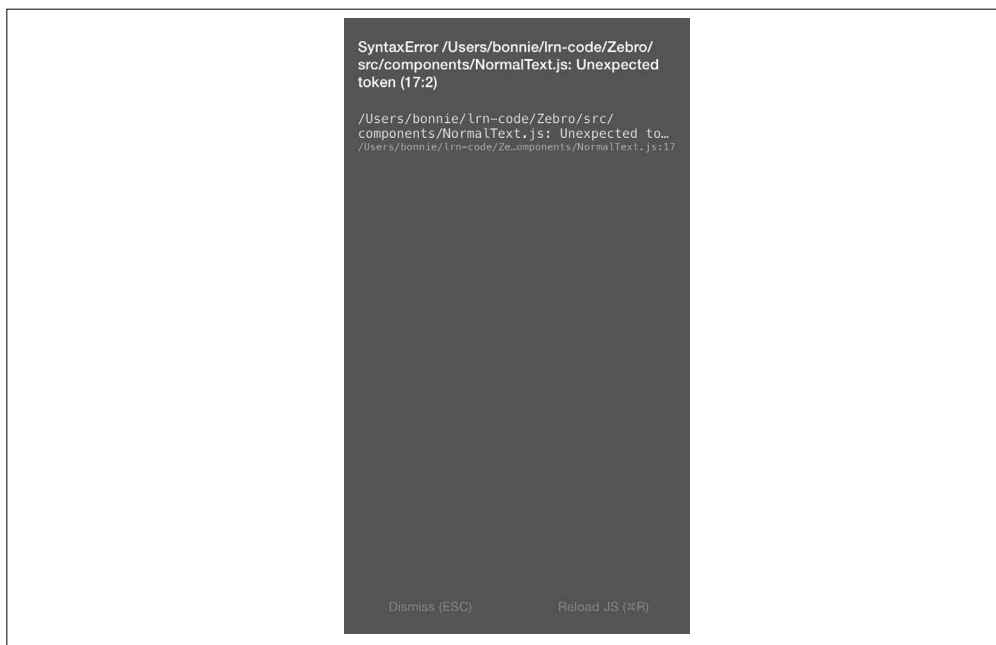 SyntaxError /Users/bonnie/lrn-code/Zebro/
src/components/NormalText.js: Unexpected
token (17:2)
/Users/bonnie/lrn-code/Zebro/src/
components/NormalText.js: Unexpected to…
/Users/bonnie/lrn-code/Ze…omponents/NormalText.js:17
Dismiss (ESC) Reload JS (⌘R)